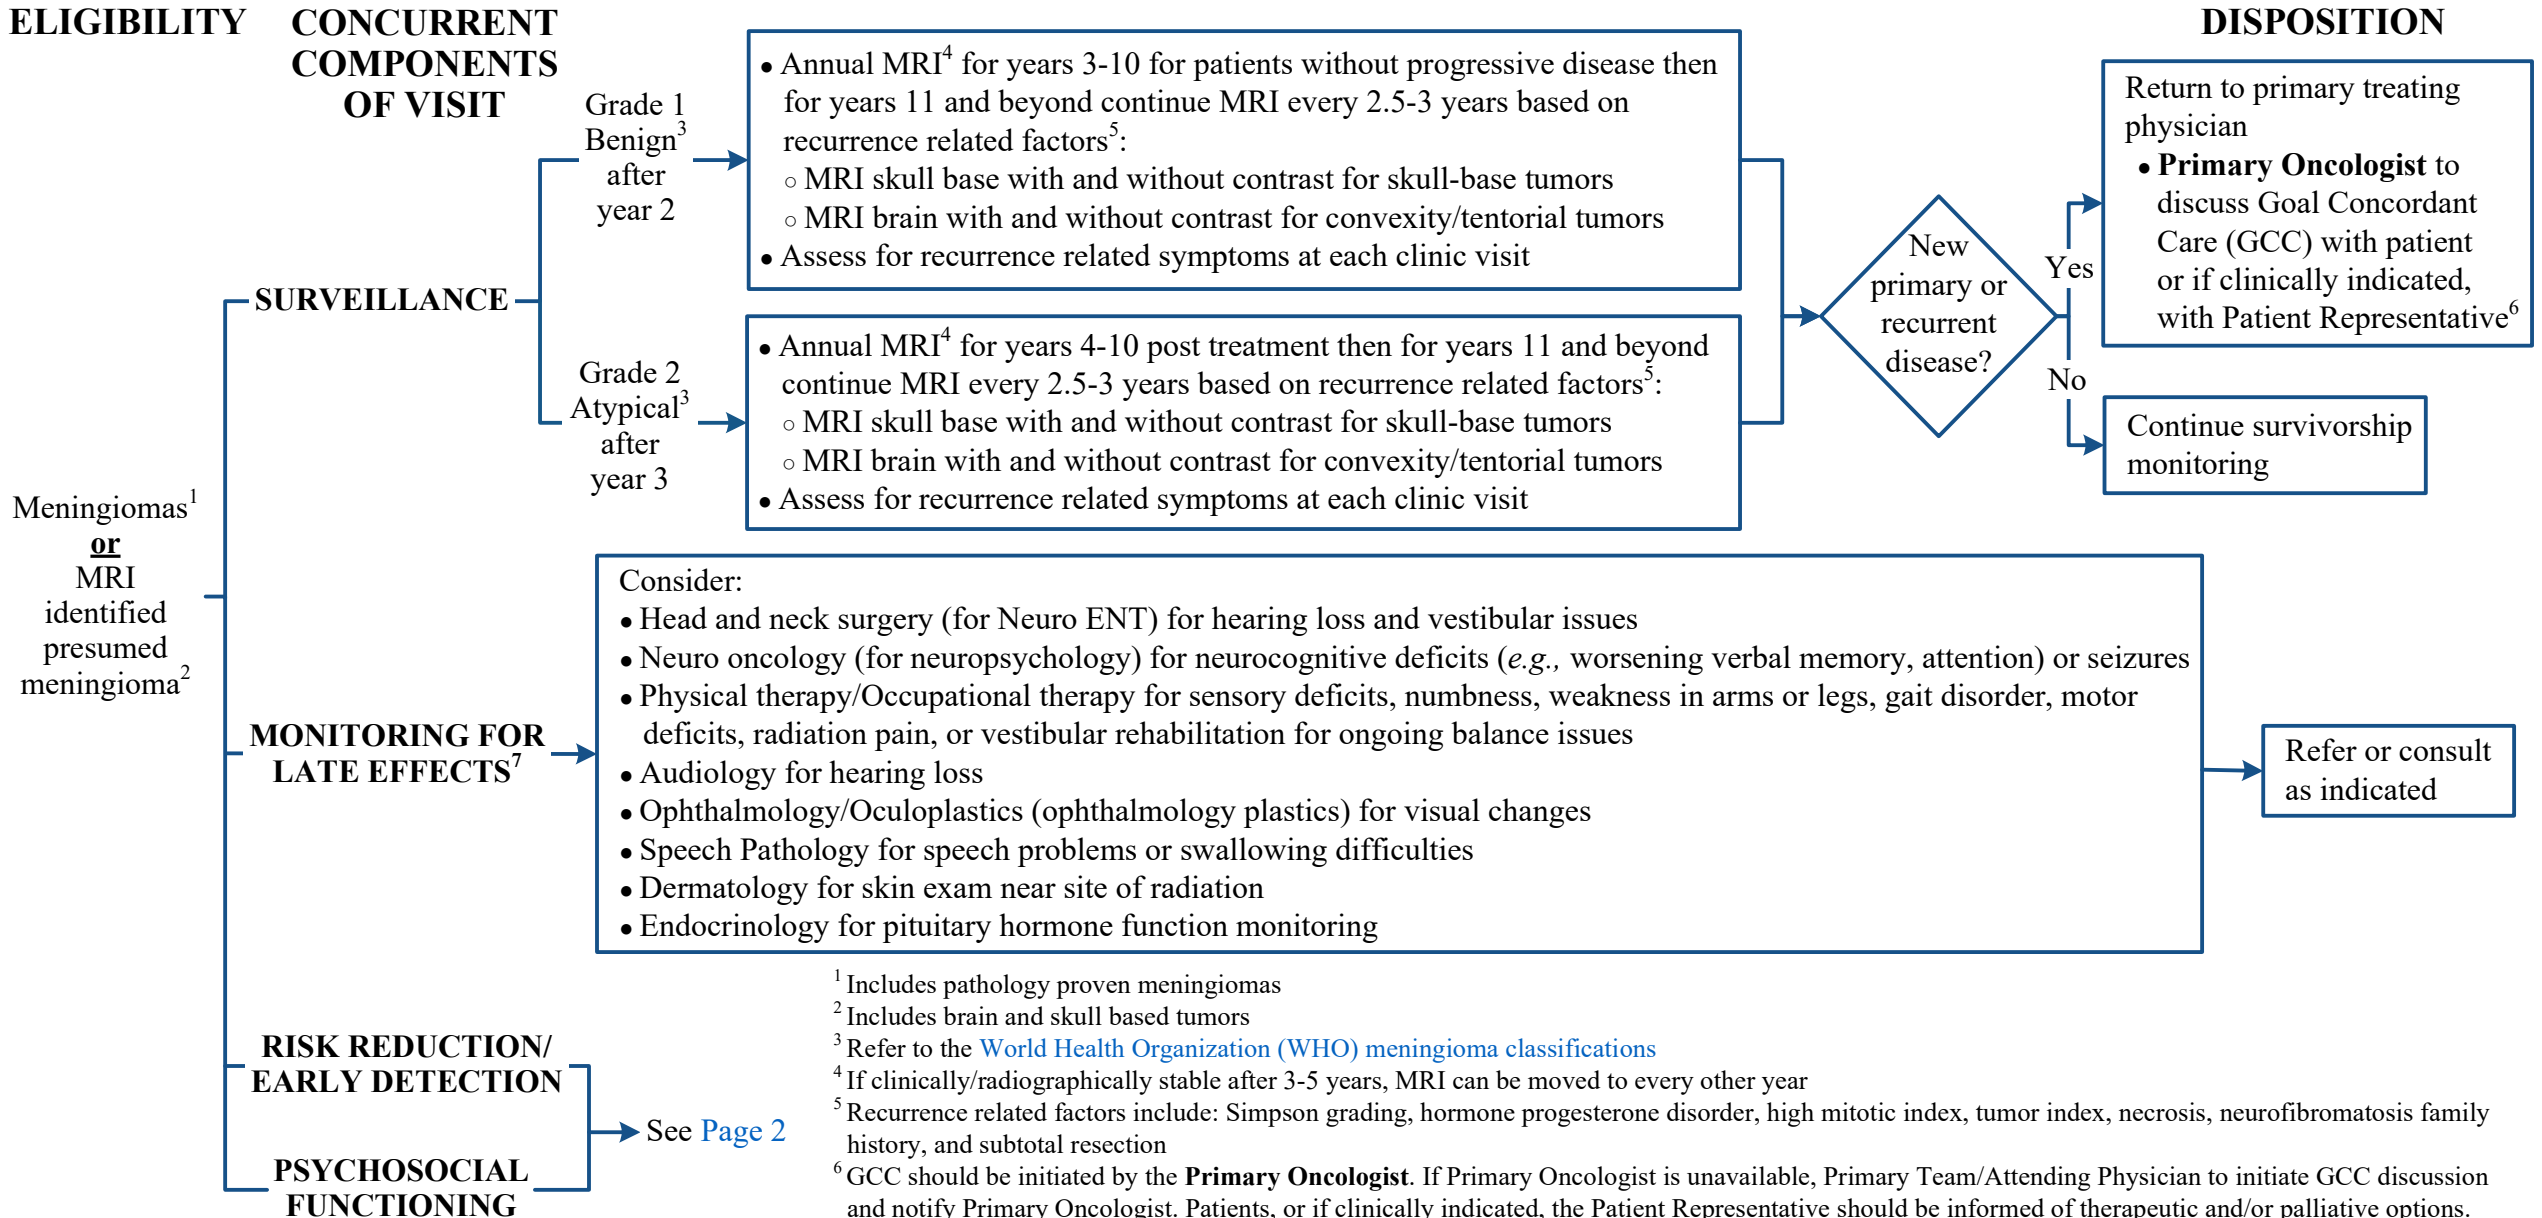 ELIGIBILITY
CONCURRENT
COMPONENTS
OF VISIT
DISPOSITION
Meningiomas1
or
MRI
identified
presumed
meningioma2
SURVEILLANCE
Grade 1
Benign3
after
year 2
● Annual MRI4 for years 3-10 for patients without progressive disease then
for years 11 and beyond continue MRI every 2.5-3 years based on
recurrence related factors5:
○ MRI skull base with and without contrast for skull-base tumors
○ MRI brain with and without contrast for convexity/tentorial tumors
● Assess for recurrence related symptoms at each clinic visit
Grade 2
Atypical3
after
year 3
● Annual MRI4 for years 4-10 post treatment then for years 11 and beyond
continue MRI every 2.5-3 years based on recurrence related factors5:
○ MRI skull base with and without contrast for skull-base tumors
○ MRI brain with and without contrast for convexity/tentorial tumors
● Assess for recurrence related symptoms at each clinic visit
New
primary or
recurrent
disease?
Yes
Return to primary treating
physician
● Primary Oncologist to
discuss Goal Concordant
Care (GCC) with patient
or if clinically indicated,
with Patient Representative6
No
Continue survivorship
monitoring
MONITORING FOR
LATE EFFECTS7
Consider:
● Head and neck surgery (for Neuro ENT) for hearing loss and vestibular issues
● Neuro oncology (for neuropsychology) for neurocognitive deficits (e.g., worsening verbal memory, attention) or seizures
● Physical therapy/Occupational therapy for sensory deficits, numbness, weakness in arms or legs, gait disorder, motor
deficits, radiation pain, or vestibular rehabilitation for ongoing balance issues
● Audiology for hearing loss
● Ophthalmology/Oculoplastics (ophthalmology plastics) for visual changes
● Speech Pathology for speech problems or swallowing difficulties
● Dermatology for skin exam near site of radiation
● Endocrinology for pituitary hormone function monitoring
Refer or consult
as indicated
RISK REDUCTION/
EARLY DETECTION
PSYCHOSOCIAL
FUNCTIONING
See Page 2
1 Includes pathology proven meningiomas
2 Includes brain and skull based tumors
3 Refer to the World Health Organization (WHO) meningioma classifications
4 If clinically/radiographically stable after 3-5 years, MRI can be moved to every other year
5 Recurrence related factors include: Simpson grading, hormone progesterone disorder, high mitotic index, tumor index, necrosis, neurofibromatosis family
history, and subtotal resection
6 GCC should be initiated by the Primary Oncologist. If Primary Oncologist is unavailable, Primary Team/Attending Physician to initiate GCC discussion
and notify Primary Oncologist. Patients, or if clinically indicated, the Patient Representative should be informed of therapeutic and/or palliative options.